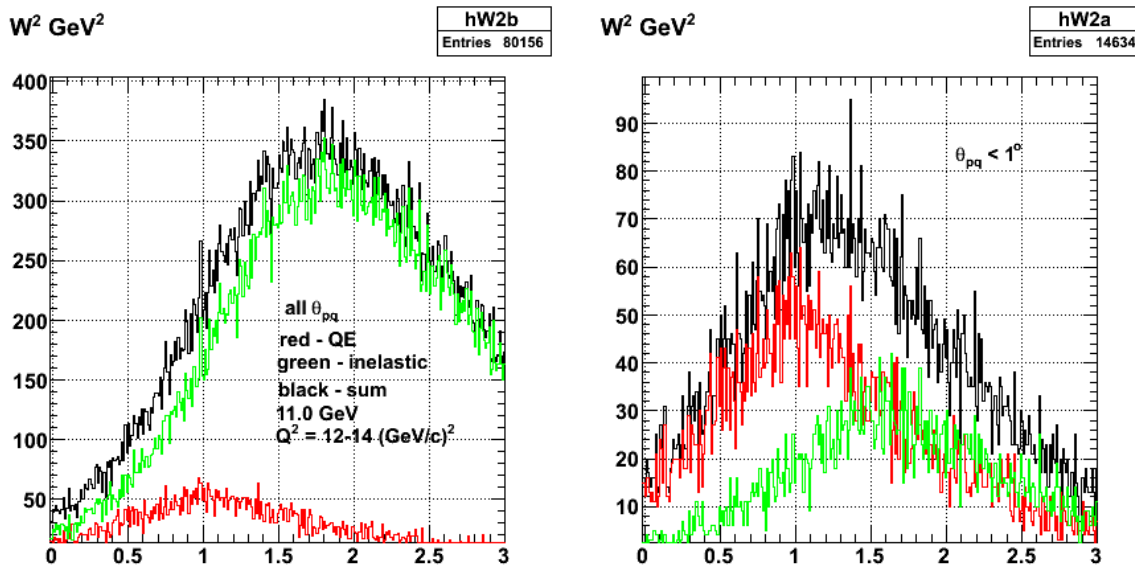 W² GeV²
hW2b
Entries 80156
400
350
300
250
200
150
100
50
0 0.5 1 1.5 2 2.5 3
all θpq
red - QE
green - inelastic
black - sum
11.0 GeV
Q² = 12-14 (GeV/c)²
W² GeV²
hW2a
Entries 14634
90
80
70
60
50
40
30
20
10
0 0.5 1 1.5 2 2.5 3
θpq < 1°